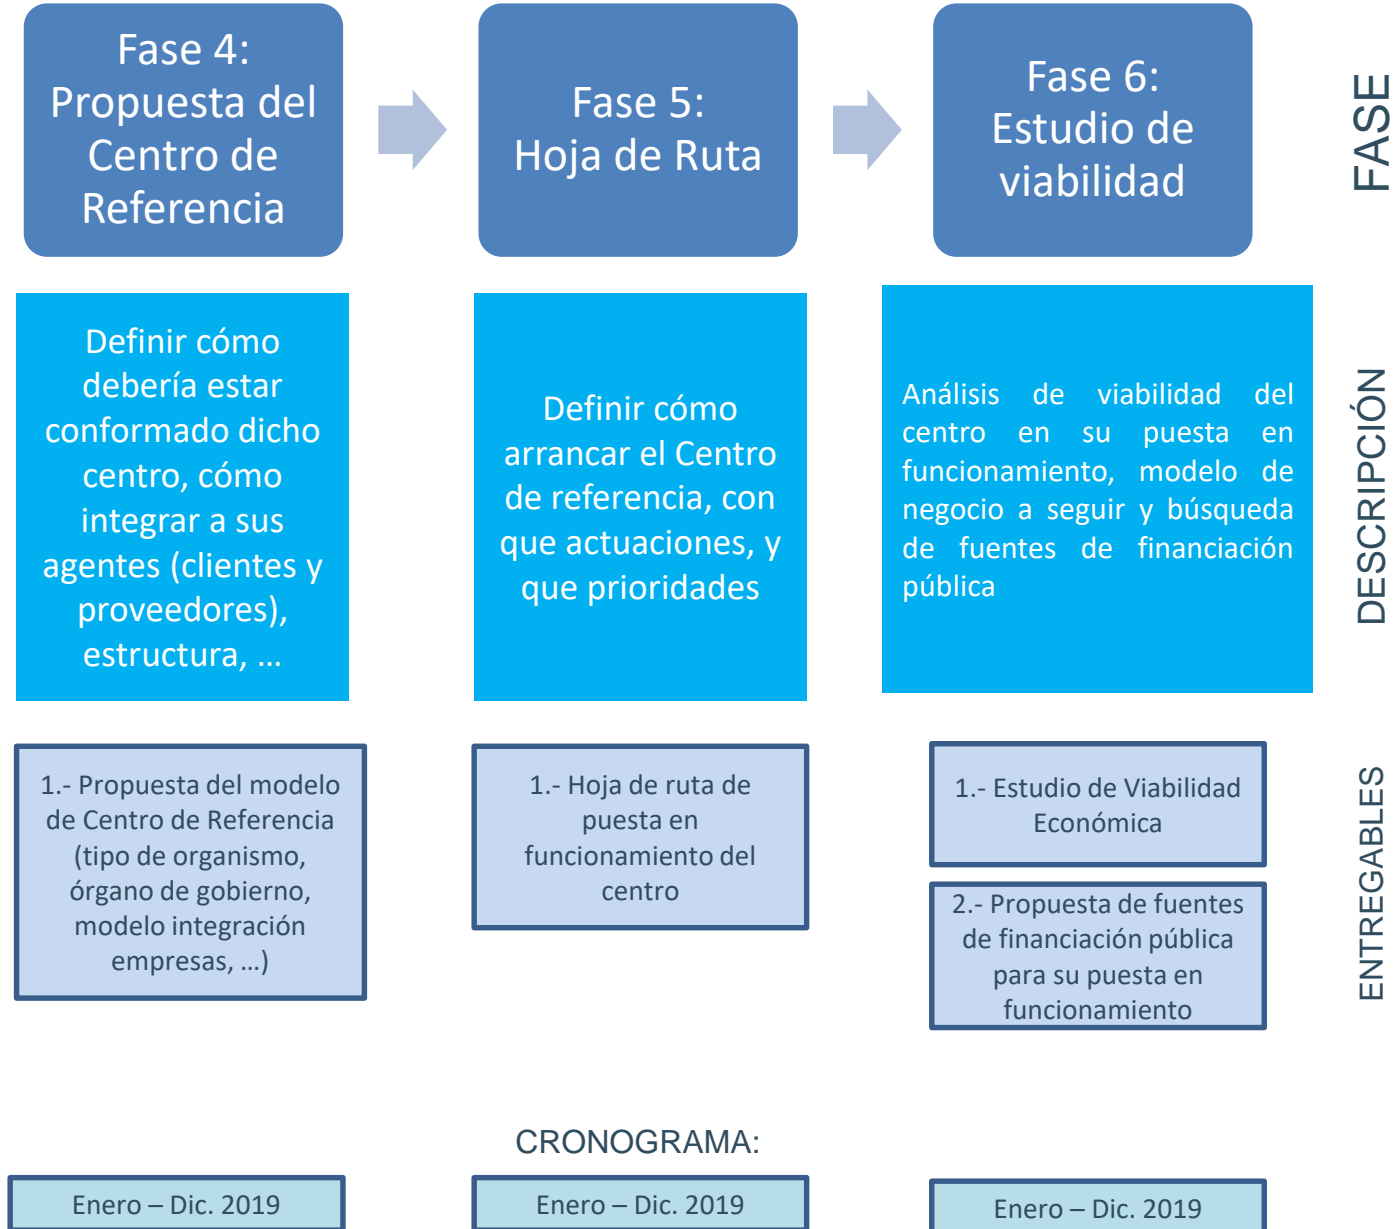 Fase 4:
Propuesta del
Centro de
Referencia
Fase 5:
Hoja de Ruta
Fase 6:
Estudio de
viabilidad
FASE
Definir cómo
debería estar
conformado dicho
centro, cómo
integrar a sus
agentes (clientes y
proveedores),
estructura, …
Definir cómo
arrancar el Centro
de referencia, con
que actuaciones, y
que prioridades
Análisis de viabilidad del
centro en su puesta en
funcionamiento, modelo de
negocio a seguir y búsqueda
de fuentes de financiación
pública
DESCRIPCIÓN
1.- Propuesta del modelo
de Centro de Referencia
(tipo de organismo,
órgano de gobierno,
modelo integración
empresas, …)
1.- Hoja de ruta de
puesta en
funcionamiento del
centro
1.- Estudio de Viabilidad
Económica
2.- Propuesta de fuentes
de financiación pública
para su puesta en
funcionamiento
ENTREGABLES
CRONOGRAMA:
Enero – Dic. 2019
Enero – Dic. 2019
Enero – Dic. 2019